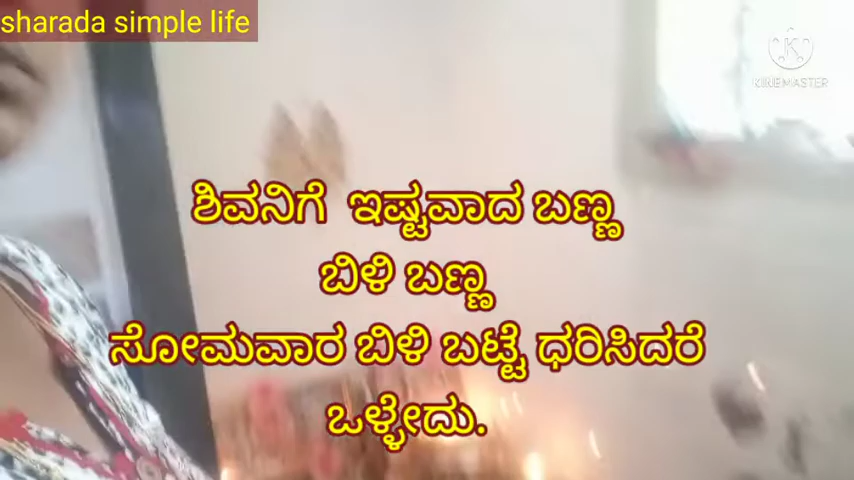 sharada simple life
KINEMASTER
ಶಿವನಿಗೆ ಇಷ್ಟವಾದ ಬಣ್ಣ
ಬಿಳಿ ಬಣ್ಣ
ಸೋಮವಾರ ಬಿಳಿ ಬಟ್ಟೆ ಧರಿಸಿದರೆ
ಒಳ್ಳೇದು.